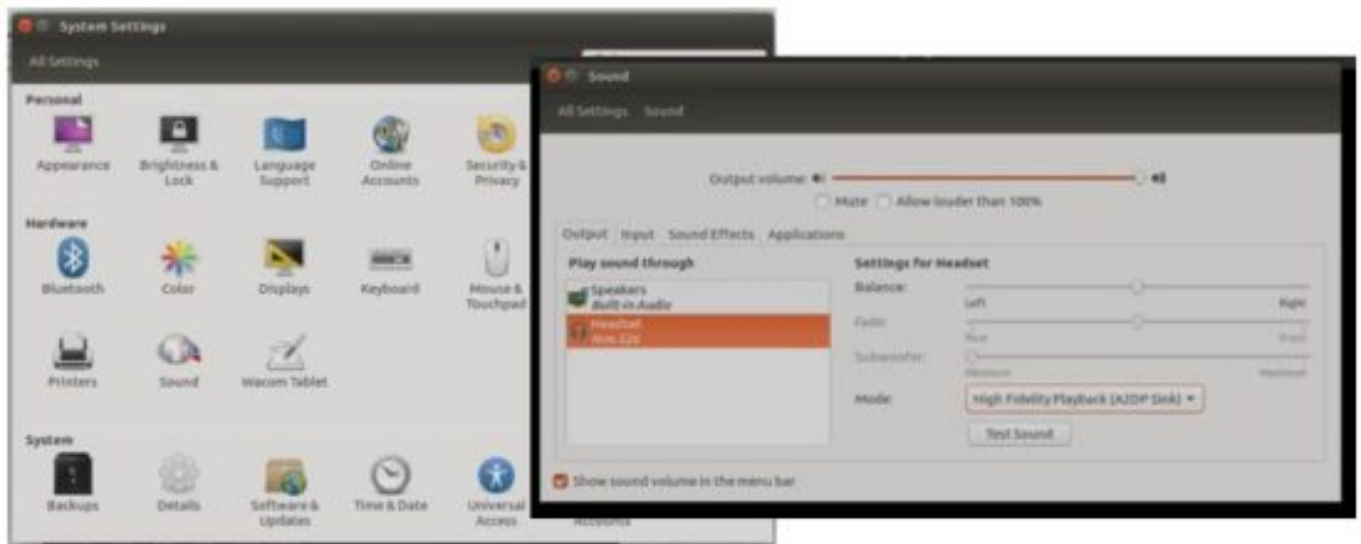 System Settings
All Settings
Personal
Appearance
Brightness &
Lock
Language
Support
Online
Accounts
Security &
Privacy
Hardware
Bluetooth
Color
Displays
Keyboard
Mouse &
Touchpad
Printers
Sound
Wacom Tablet
System
Backups
Details
Software &
Updates
Time & Date
Universal
Access
Accounts
Sound
All Settings Sound
Output volume:
Mute Allow louder than 100%
Output Input Sound Effects Applications
Play sound through
Speakers
Built-in Audio
Headset
Settings for Headset
Balance:
Left Right
Fade:
Rear Front
Subwoofer:
Minimum Maximum
Mode: High Fidelity Playback (A2DP Sink)
Test Sound
Show sound volume in the menu bar